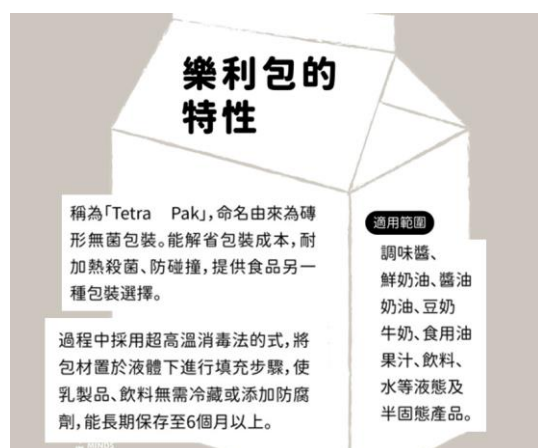 樂利包的
特性
稱為「Tetra Pak」,命名由來為磚
形無菌包裝。能解省包裝成本,耐
加熱殺菌、防碰撞,提供食品另一
種包裝選擇。
過程中採用超高溫消毒法的式,將
包材置於液體下進行填充步驟,使
乳製品、飲料無需冷藏或添加防腐
劑,能長期保存至6個月以上。
適用範圍
調味醬、
鮮奶油、醬油
奶油、豆奶
牛奶、食用油
果汁、飲料、
水等液態及
半固態產品。